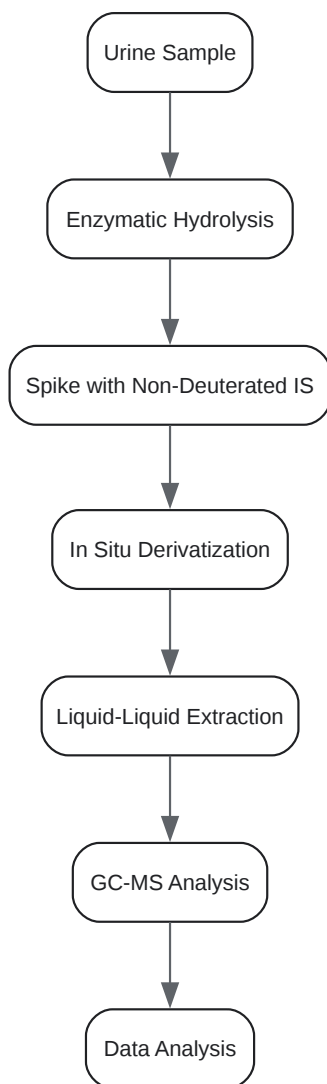 Urine Sample
Enzymatic Hydrolysis
Spike with Non-Deuterated IS
In Situ Derivatization
Liquid-Liquid Extraction
GC-MS Analysis
Data Analysis